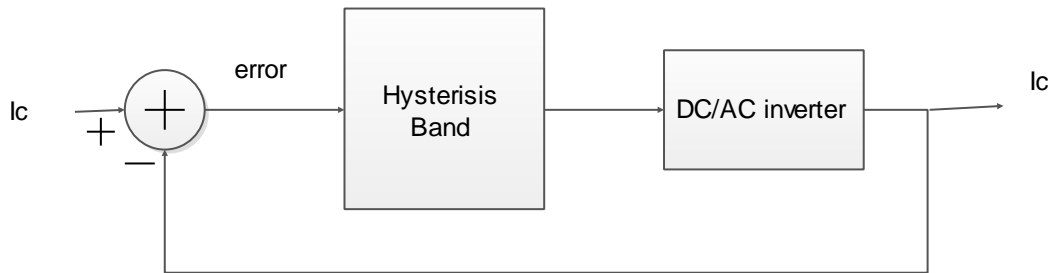 Ic
+
+
−
error
Hysterisis
Band
DC/AC inverter
Ic